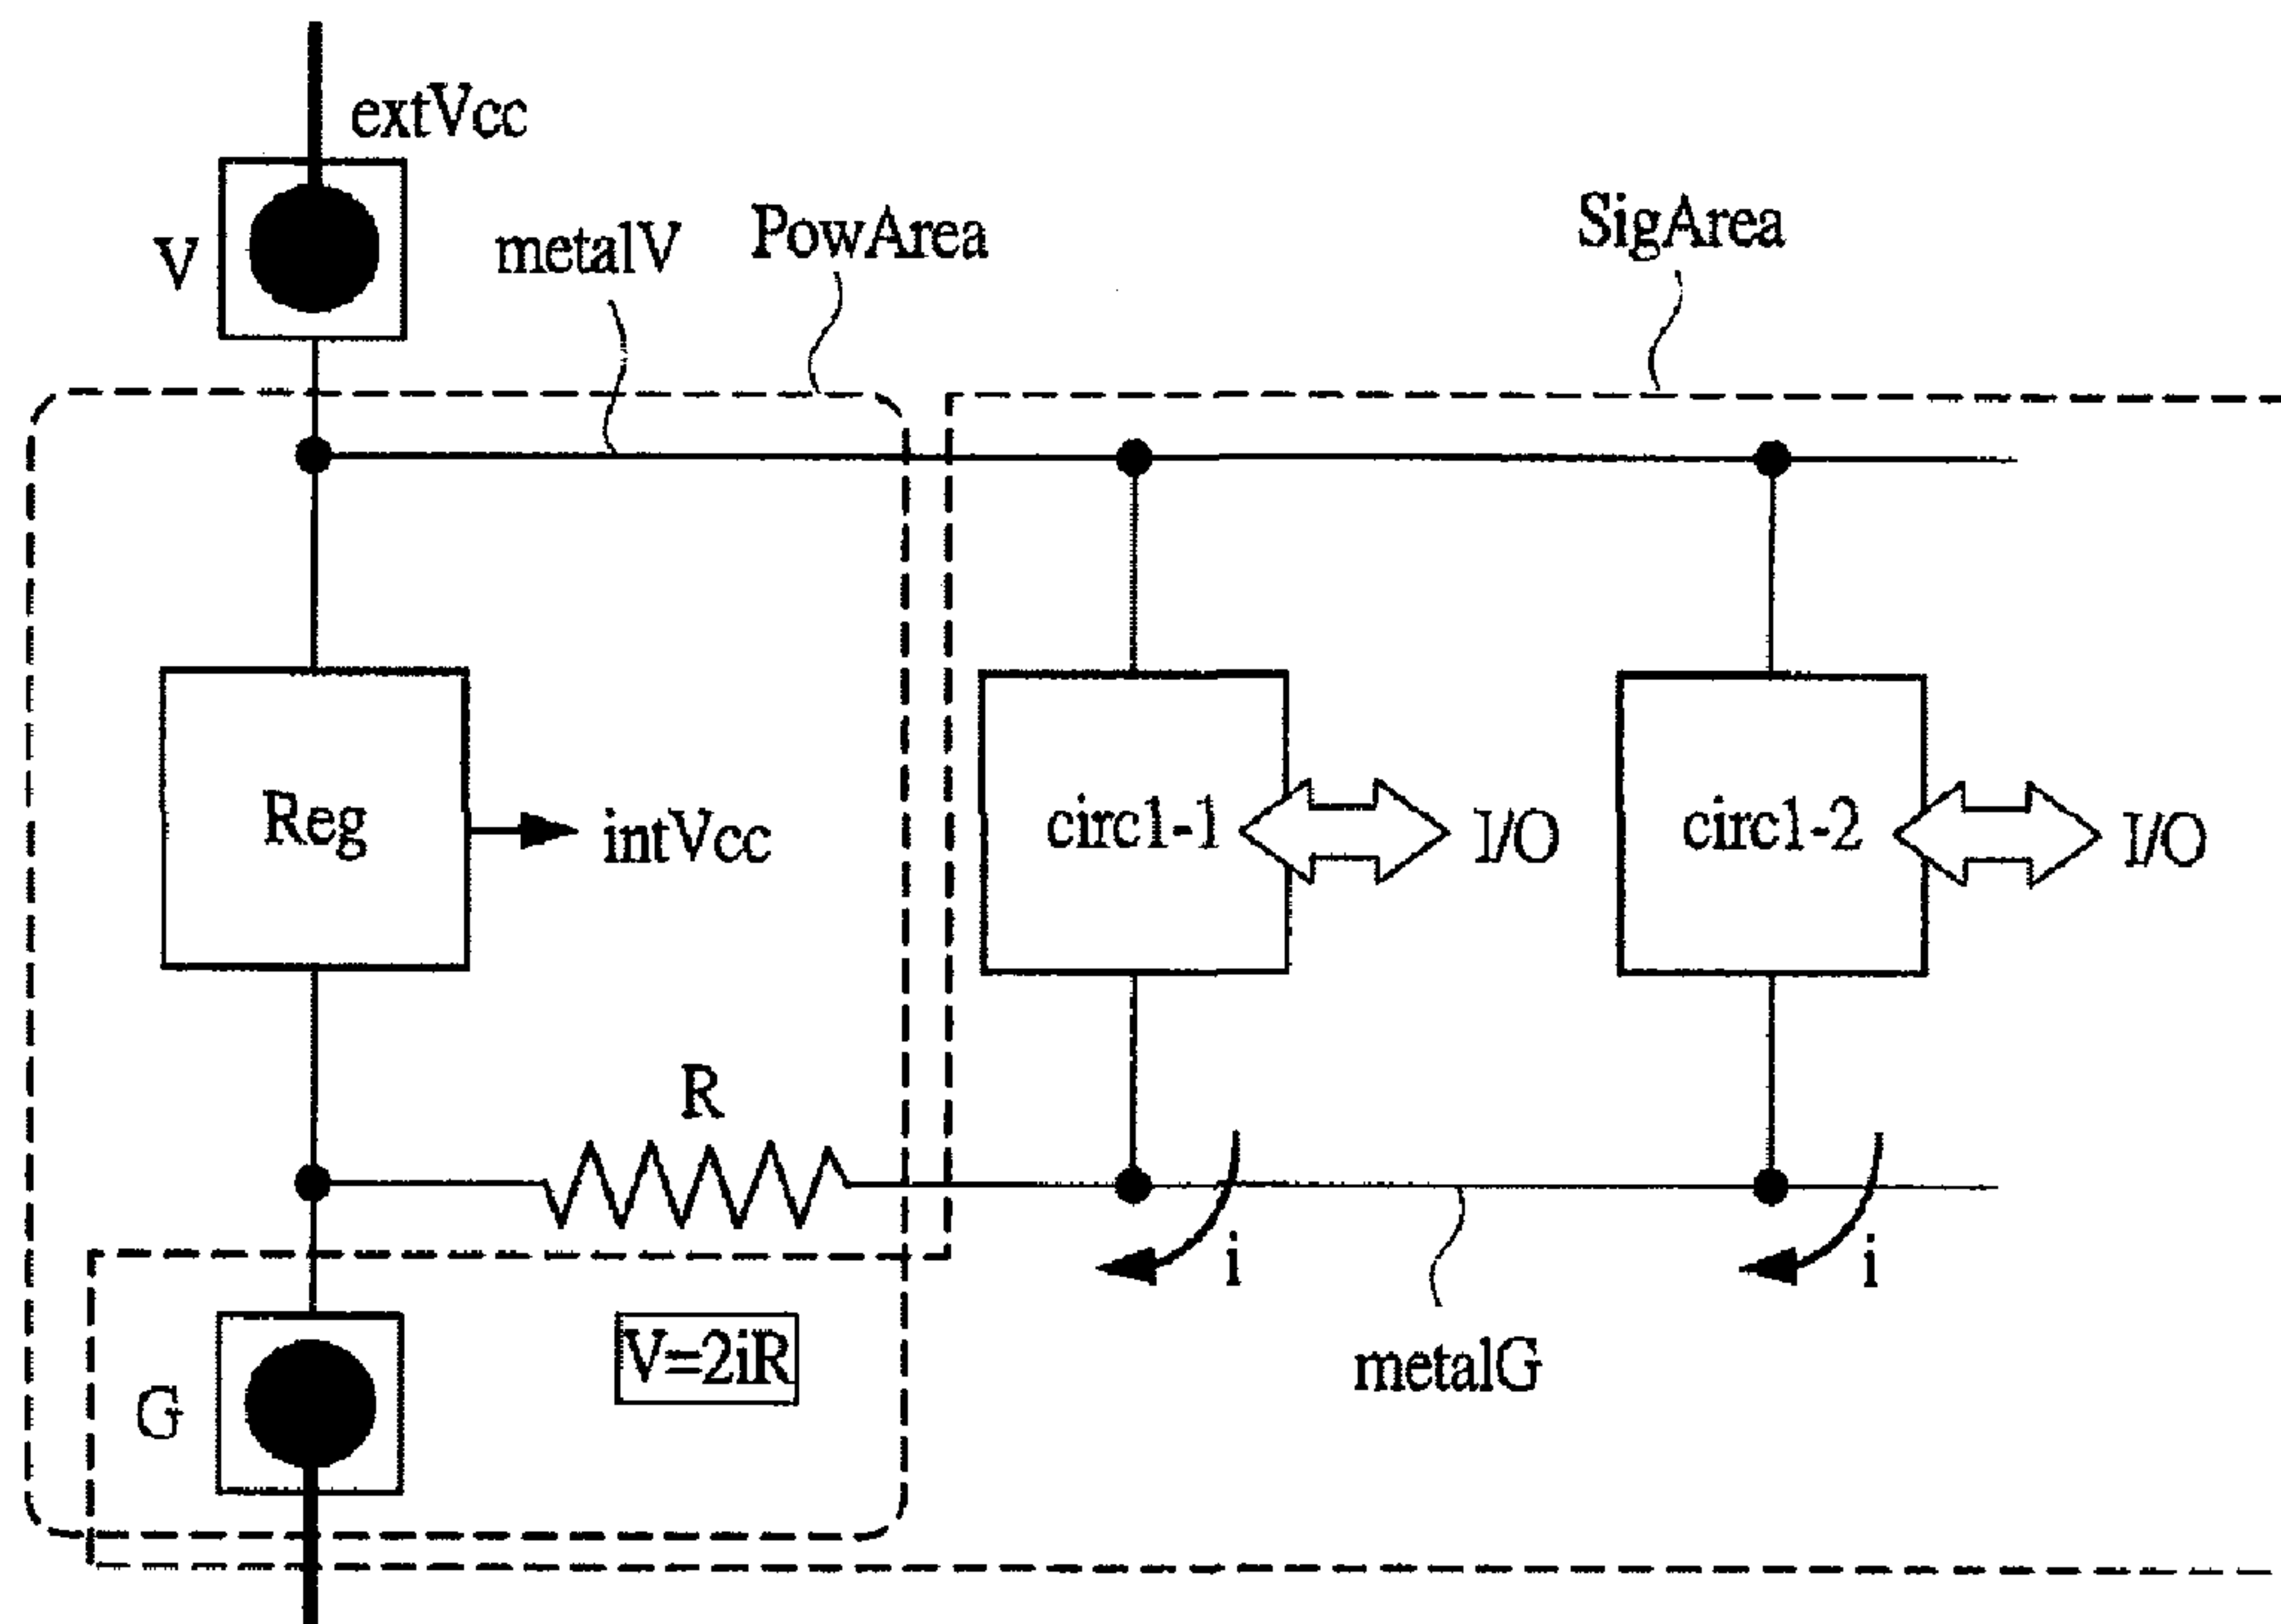 extVcc
V
metalV
PowArea
SigArea
Reg
intVcc
circ1-1
I/O
circ1-2
I/O
R
i
i
V=2iR
metalG
G